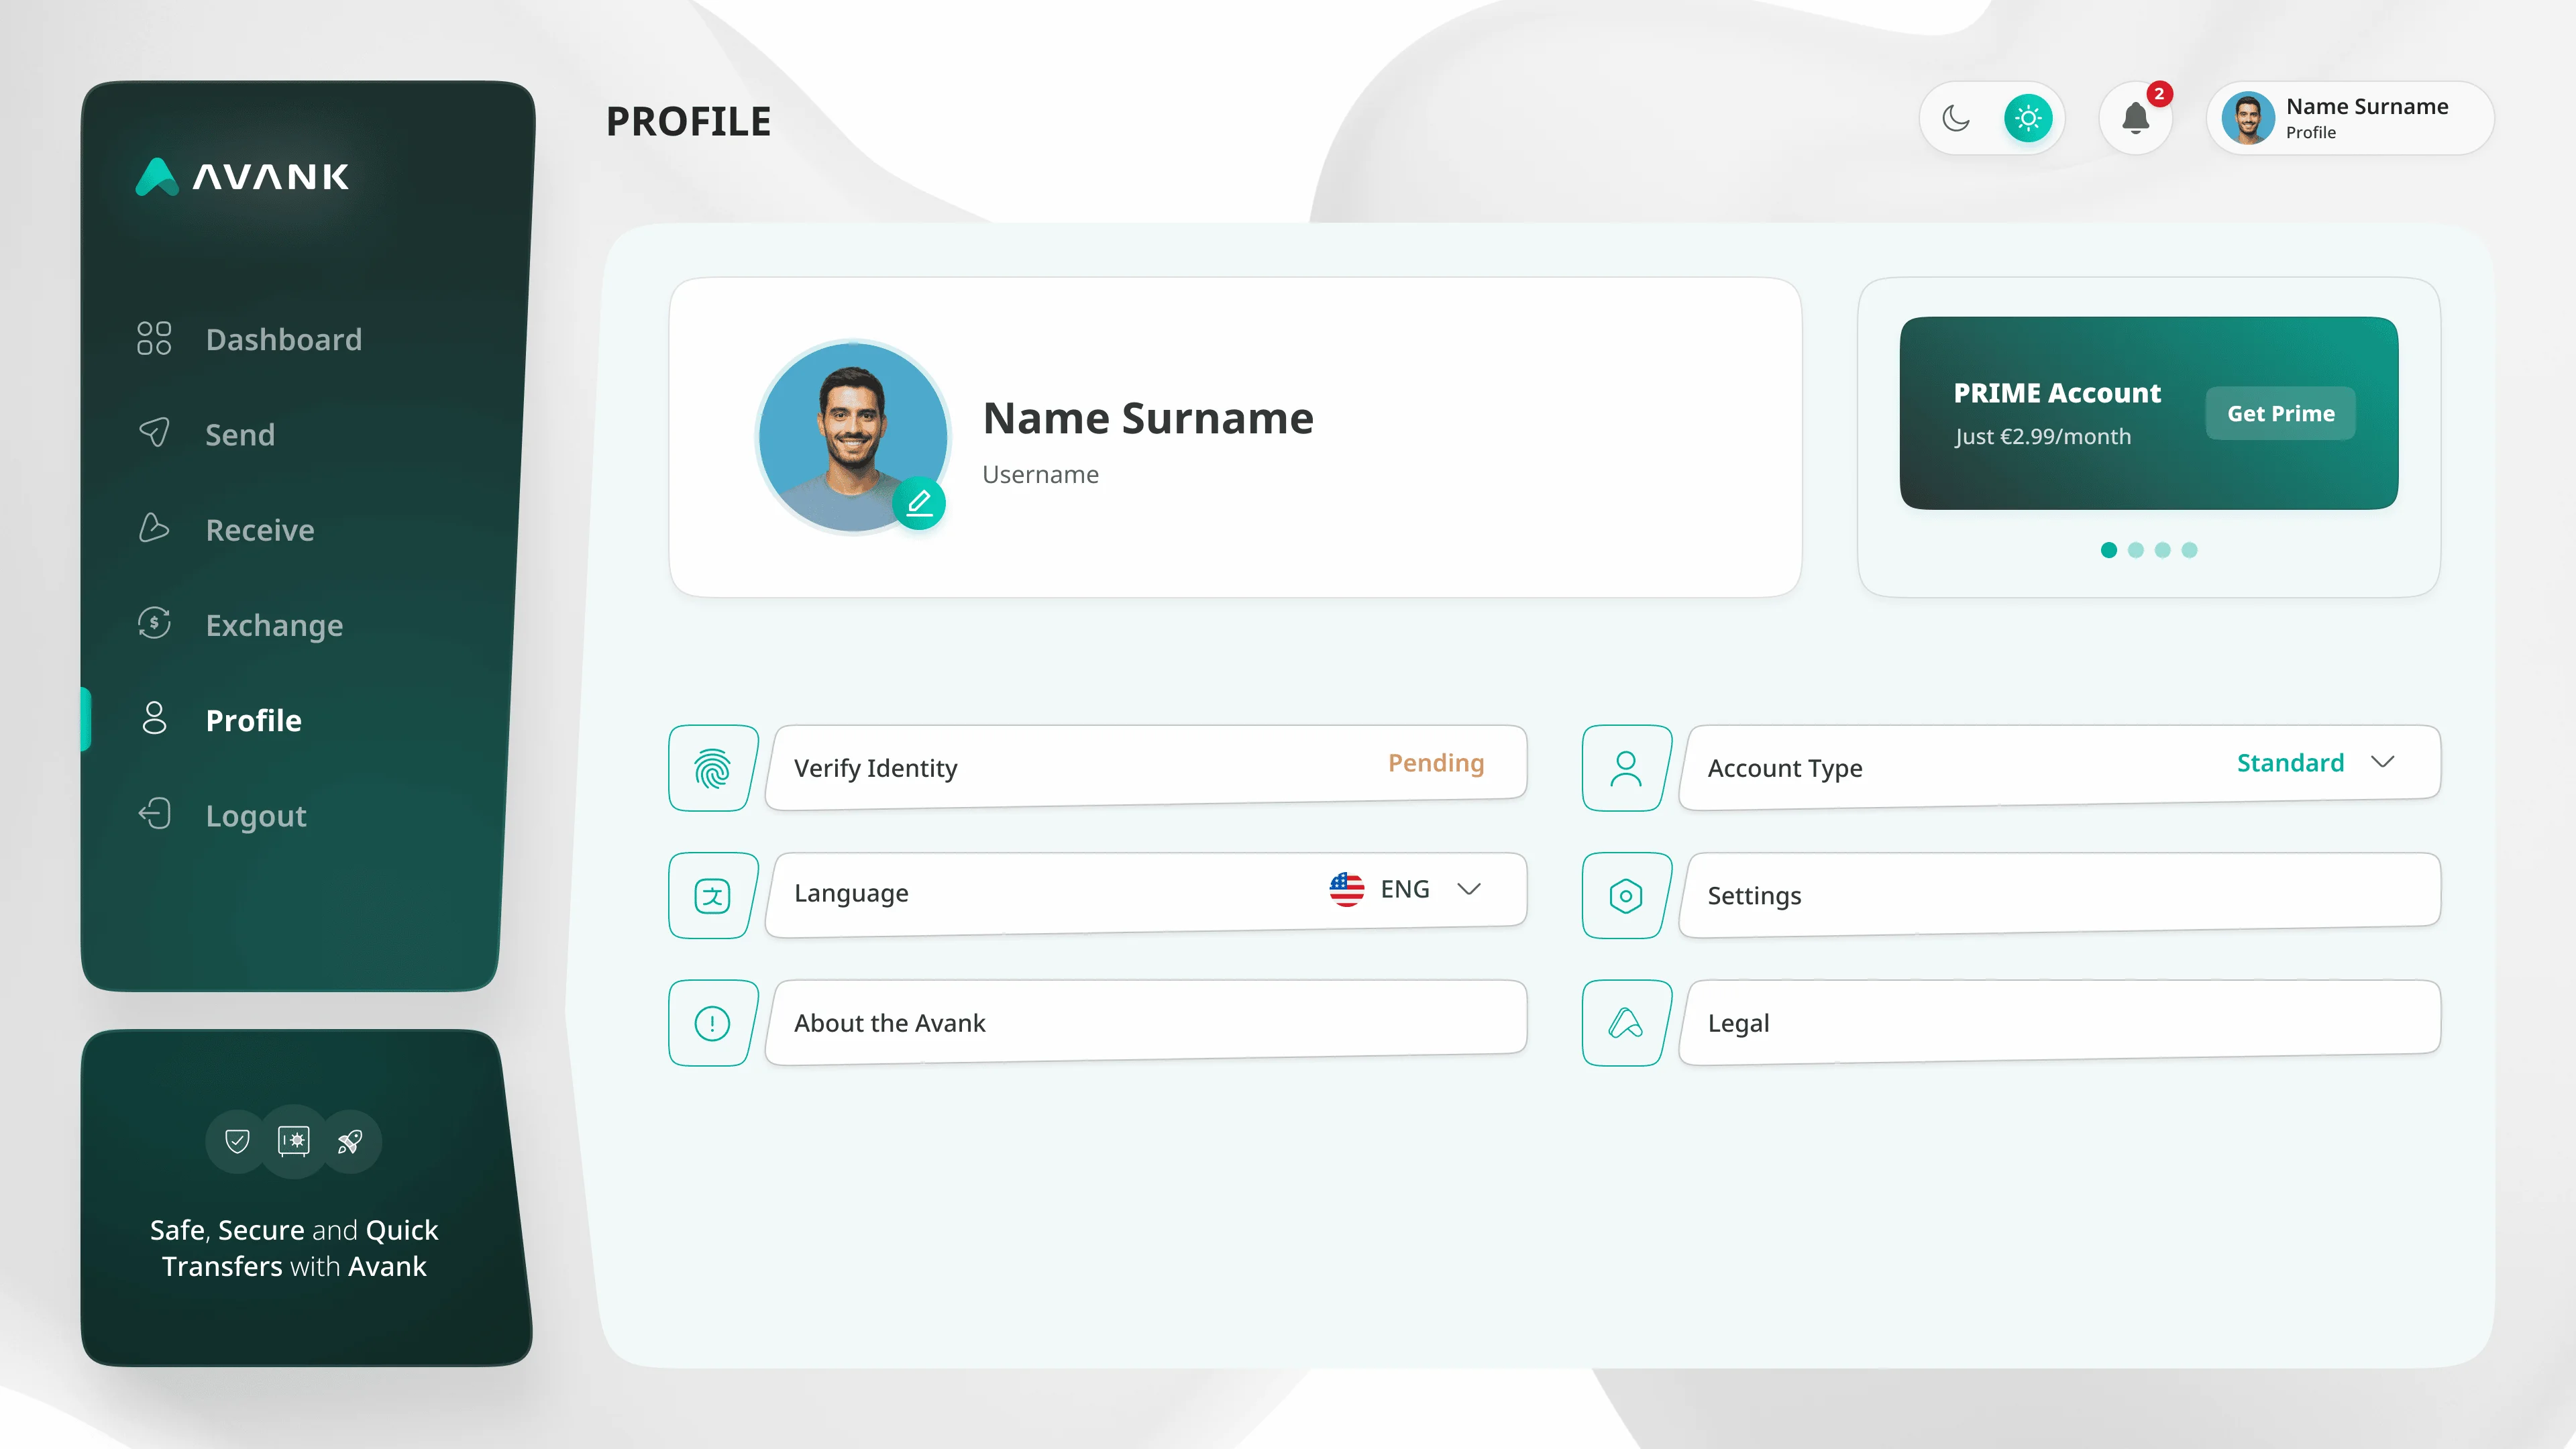 AVANK
PROFILE
2
Name Surname
Profile
Dashboard
Send
Receive
Exchange
Profile
Logout
Name Surname
Username
PRIME Account
Just €2.99/month
Get Prime
Verify Identity
Pending
Account Type
Standard
Language
文
ENG
Settings
About the Avank
Legal
Safe, Secure and Quick
Transfers with Avank